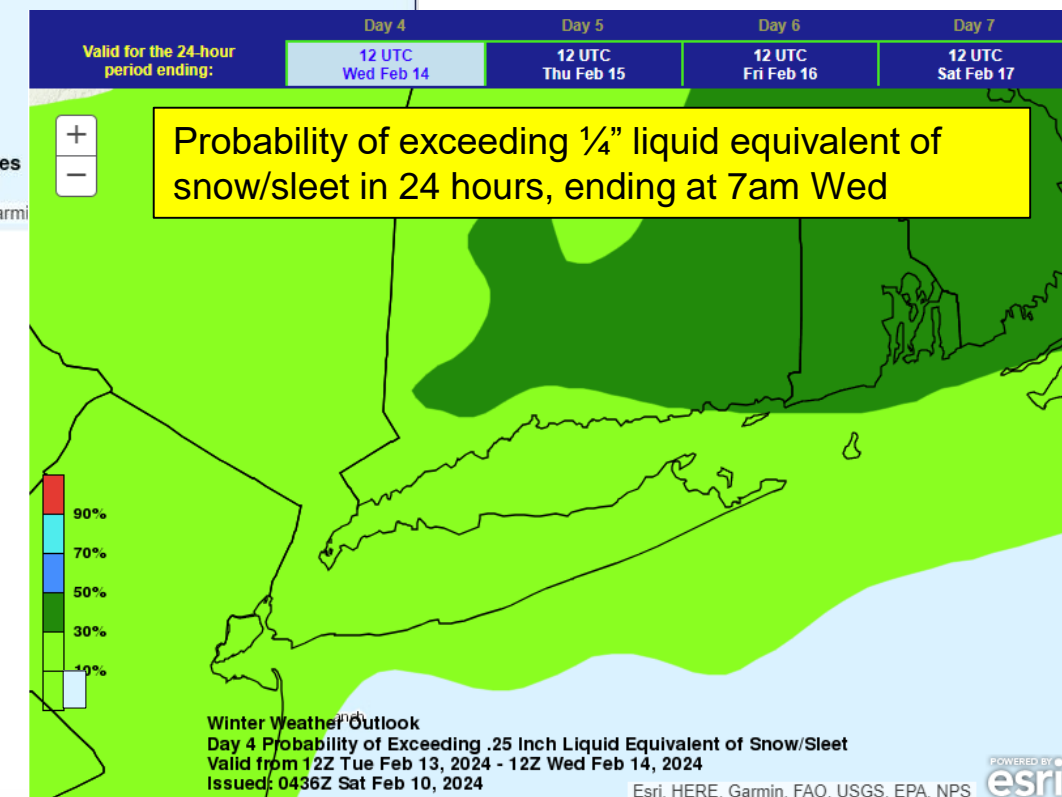 Day 4 Day 5 Day 6 Day 7
Valid for the 24-hour
period ending:
12 UTC
Wed Feb 14
12 UTC
Thu Feb 15
12 UTC
Fri Feb 16
12 UTC
Sat Feb 17
+
−
Probability of exceeding ¼” liquid equivalent of
snow/sleet in 24 hours, ending at 7am Wed
90%
70%
50%
30%
10%
Winter Weather Outlook
Day 4 Probability of Exceeding .25 Inch Liquid Equivalent of Snow/Sleet
Valid from 12Z Tue Feb 13, 2024 - 12Z Wed Feb 14, 2024
Issued: 0436Z Sat Feb 10, 2024
Esri, HERE, Garmin, FAO, USGS, EPA, NPS
POWERED BY
esri